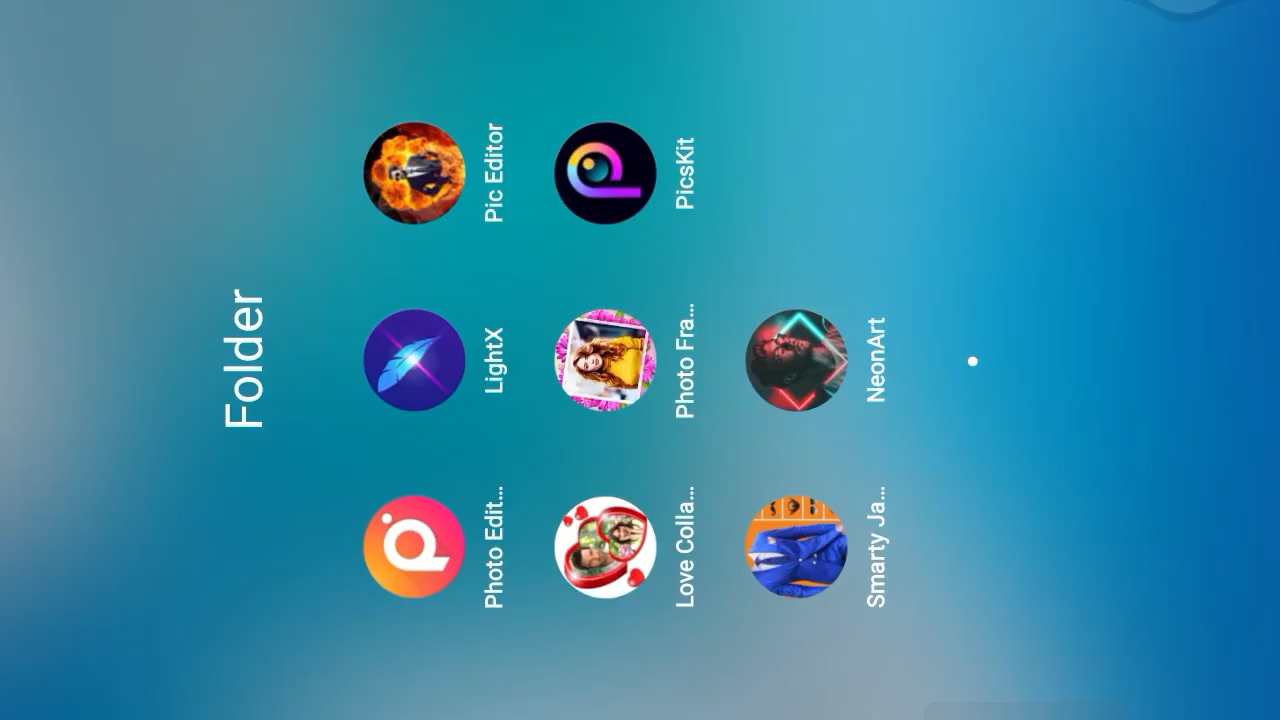 Folder
Photo Edit...
LightX
Pic Editor
Love Colla...
Photo Fra...
PicsKit
Smarty Ja...
NeonArt